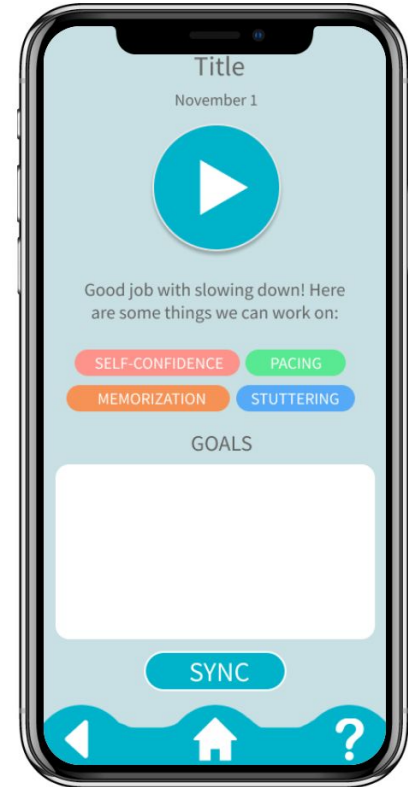 Title
November 1
Good job with slowing down! Here
are some things we can work on:
SELF-CONFIDENCE PACING
MEMORIZATION STUTTERING
GOALS
SYNC
?